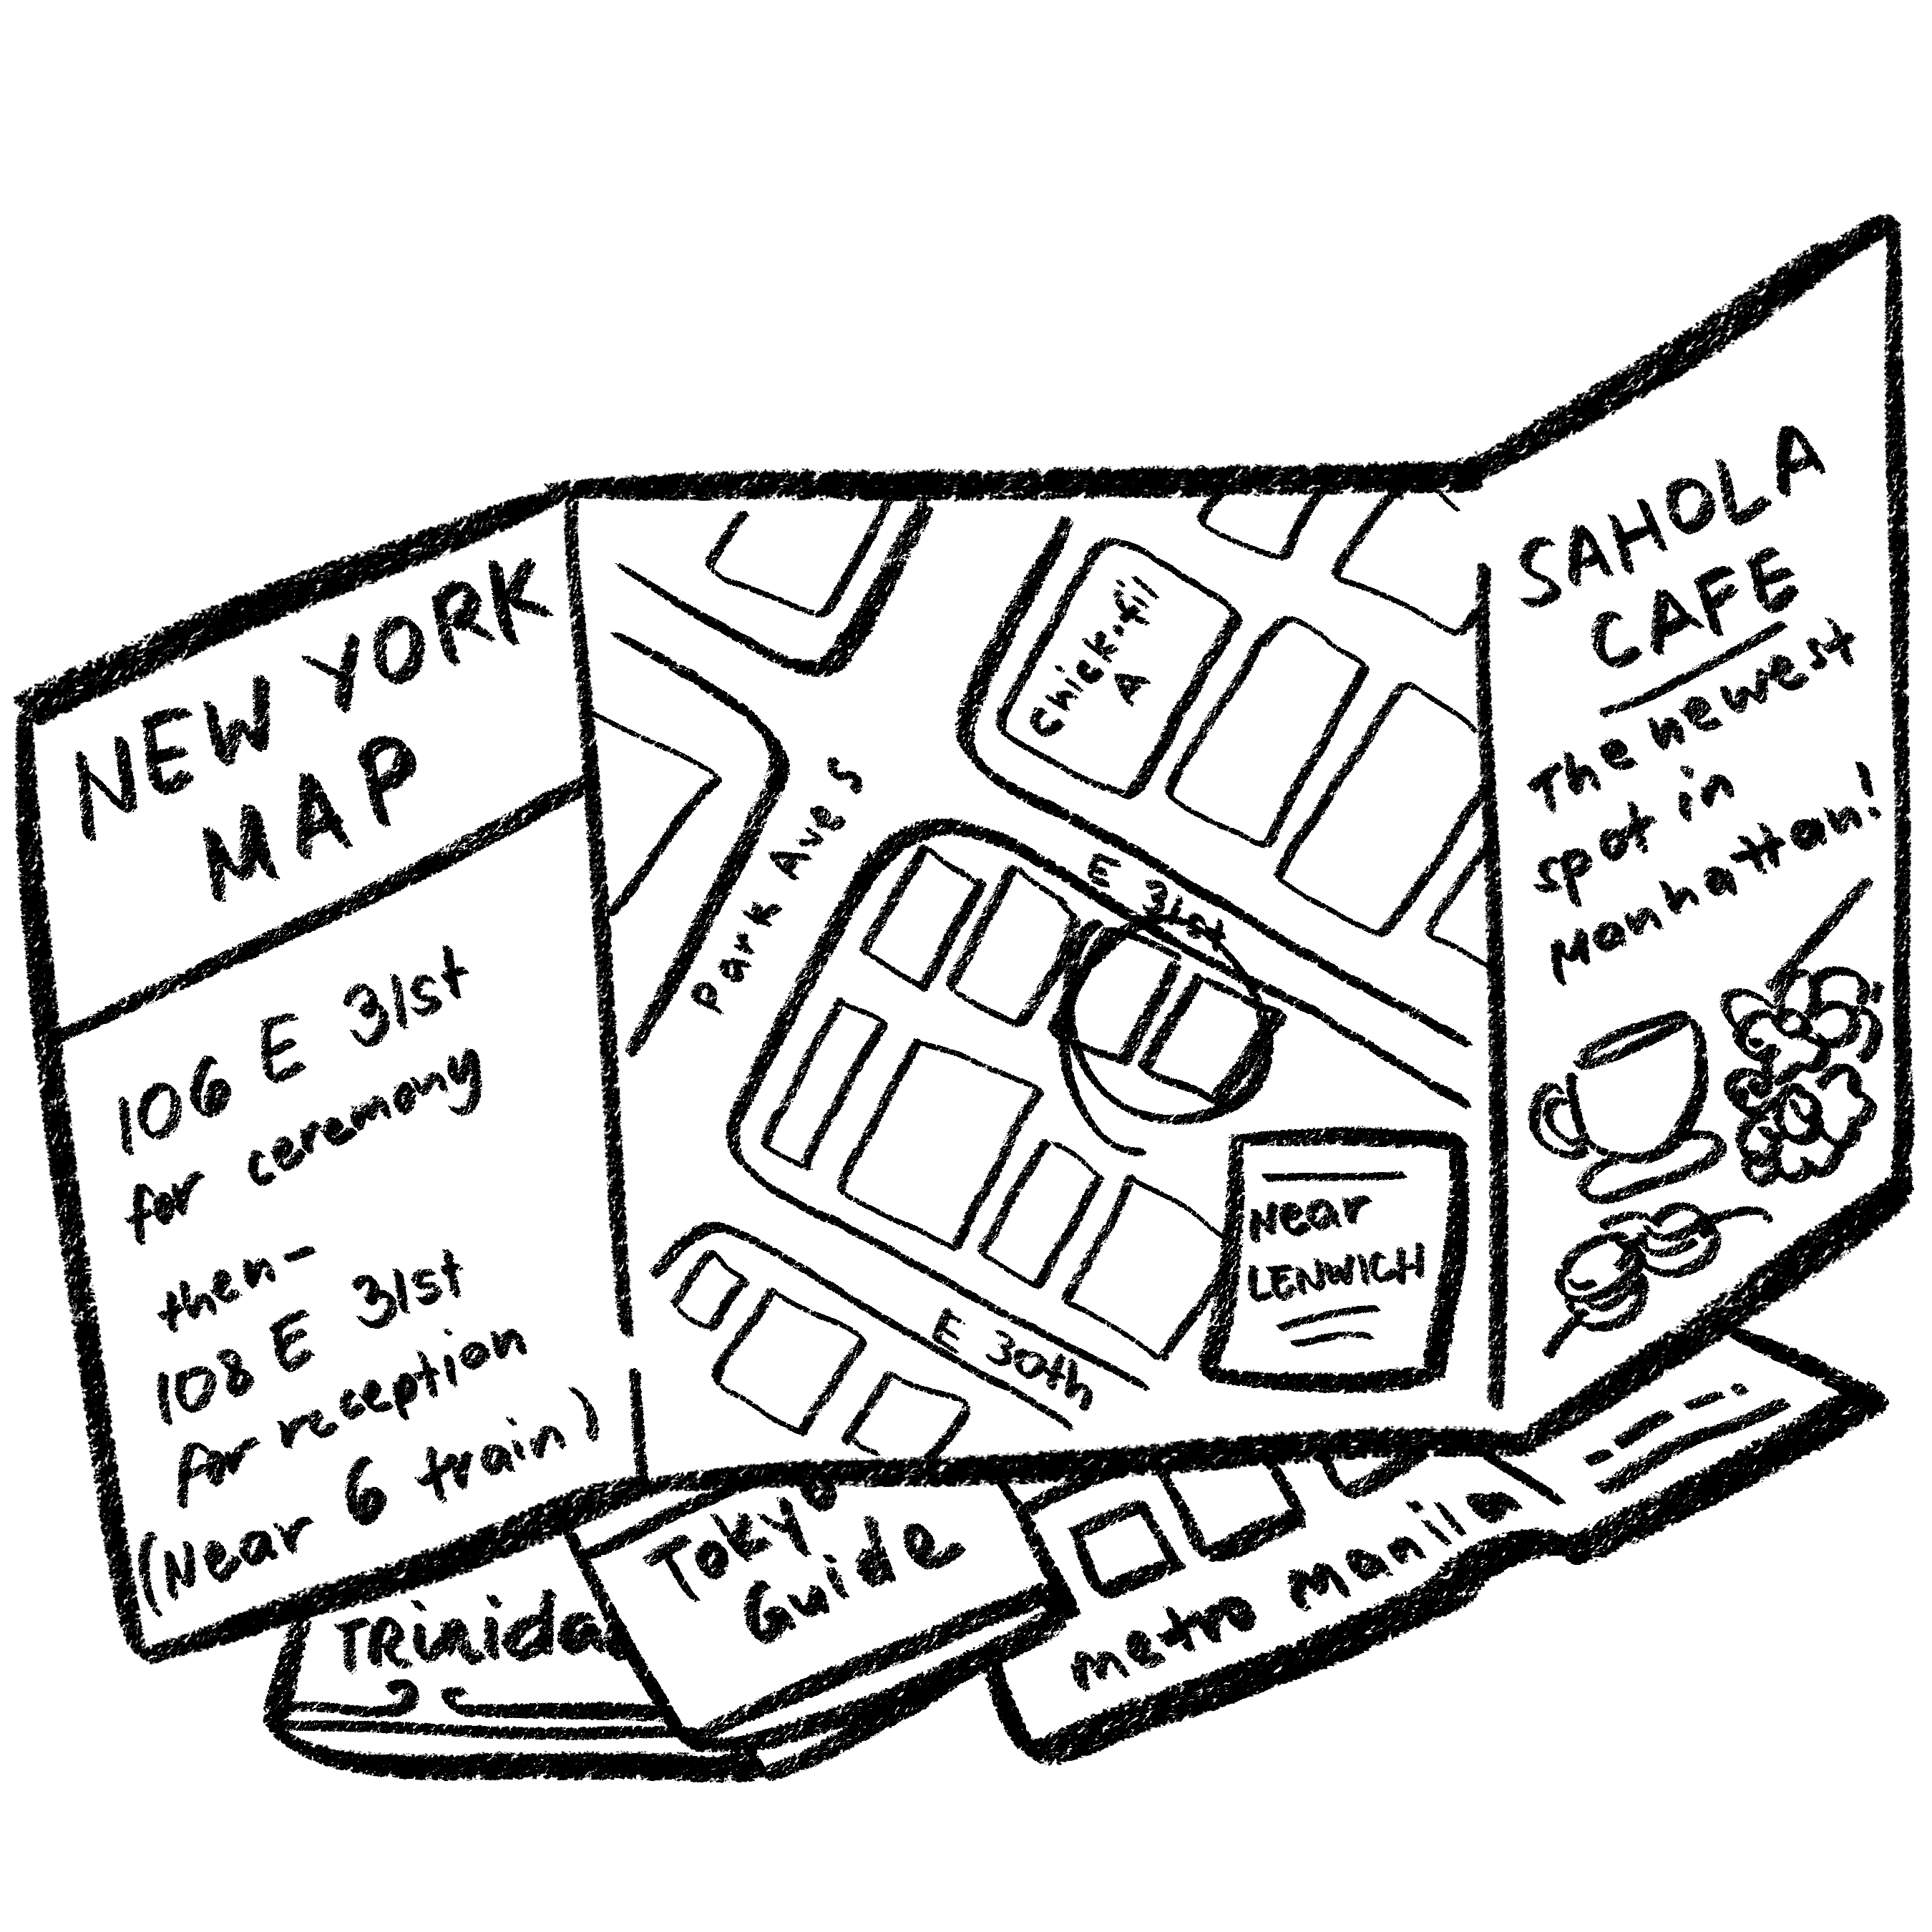 NEW YORK
MAP
106 E 31st
for ceremony
then-
108 E 31st
for reception
(Near 6 train)
Chick-fil
A
Park Ave S
E 31st
E 30th
Near
LENWICH
SAHOLA
CAFE
The newest
spot in
Manhattan!
TRinida
Tokyo
Guide
metro manila